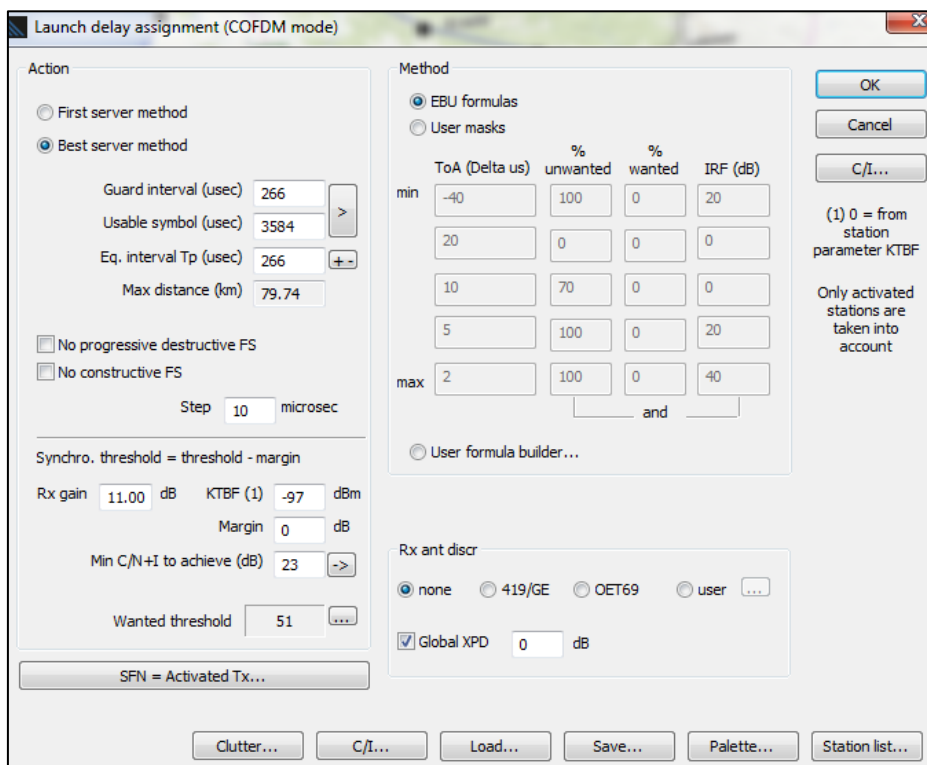 Launch delay assignment (COFDM mode)
X
Action
First server method
Best server method
Guard interval (usec) 266
>
Usable symbol (usec) 3584
Eq. interval Tp (usec) 266 + -
Max distance (km) 79.74
No progressive destructive FS
No constructive FS
Step 10 microsec
Synchro. threshold = threshold - margin
Rx gain 11.00 dB KTBF (1) -97 dBm
Margin 0 dB
Min C/N+I to achieve (dB) 23 ->
Wanted threshold 51 ...
SFN = Activated Tx...
Method
EBU formulas
User masks
% %
ToA (Delta us) unwanted wanted IRF (dB)
min -40 100 0 20
20 0 0 0
10 70 0 0
5 100 0 20
max 2 100 0 40
and
User formula builder...
Rx ant discr
none 419/GE OET69 user ...
Global XPD 0 dB
OK
Cancel
C/I...
(1) 0 = from
station
parameter KTBF
Only activated
stations are
taken into
account
Clutter... C/I... Load... Save... Palette... Station list...